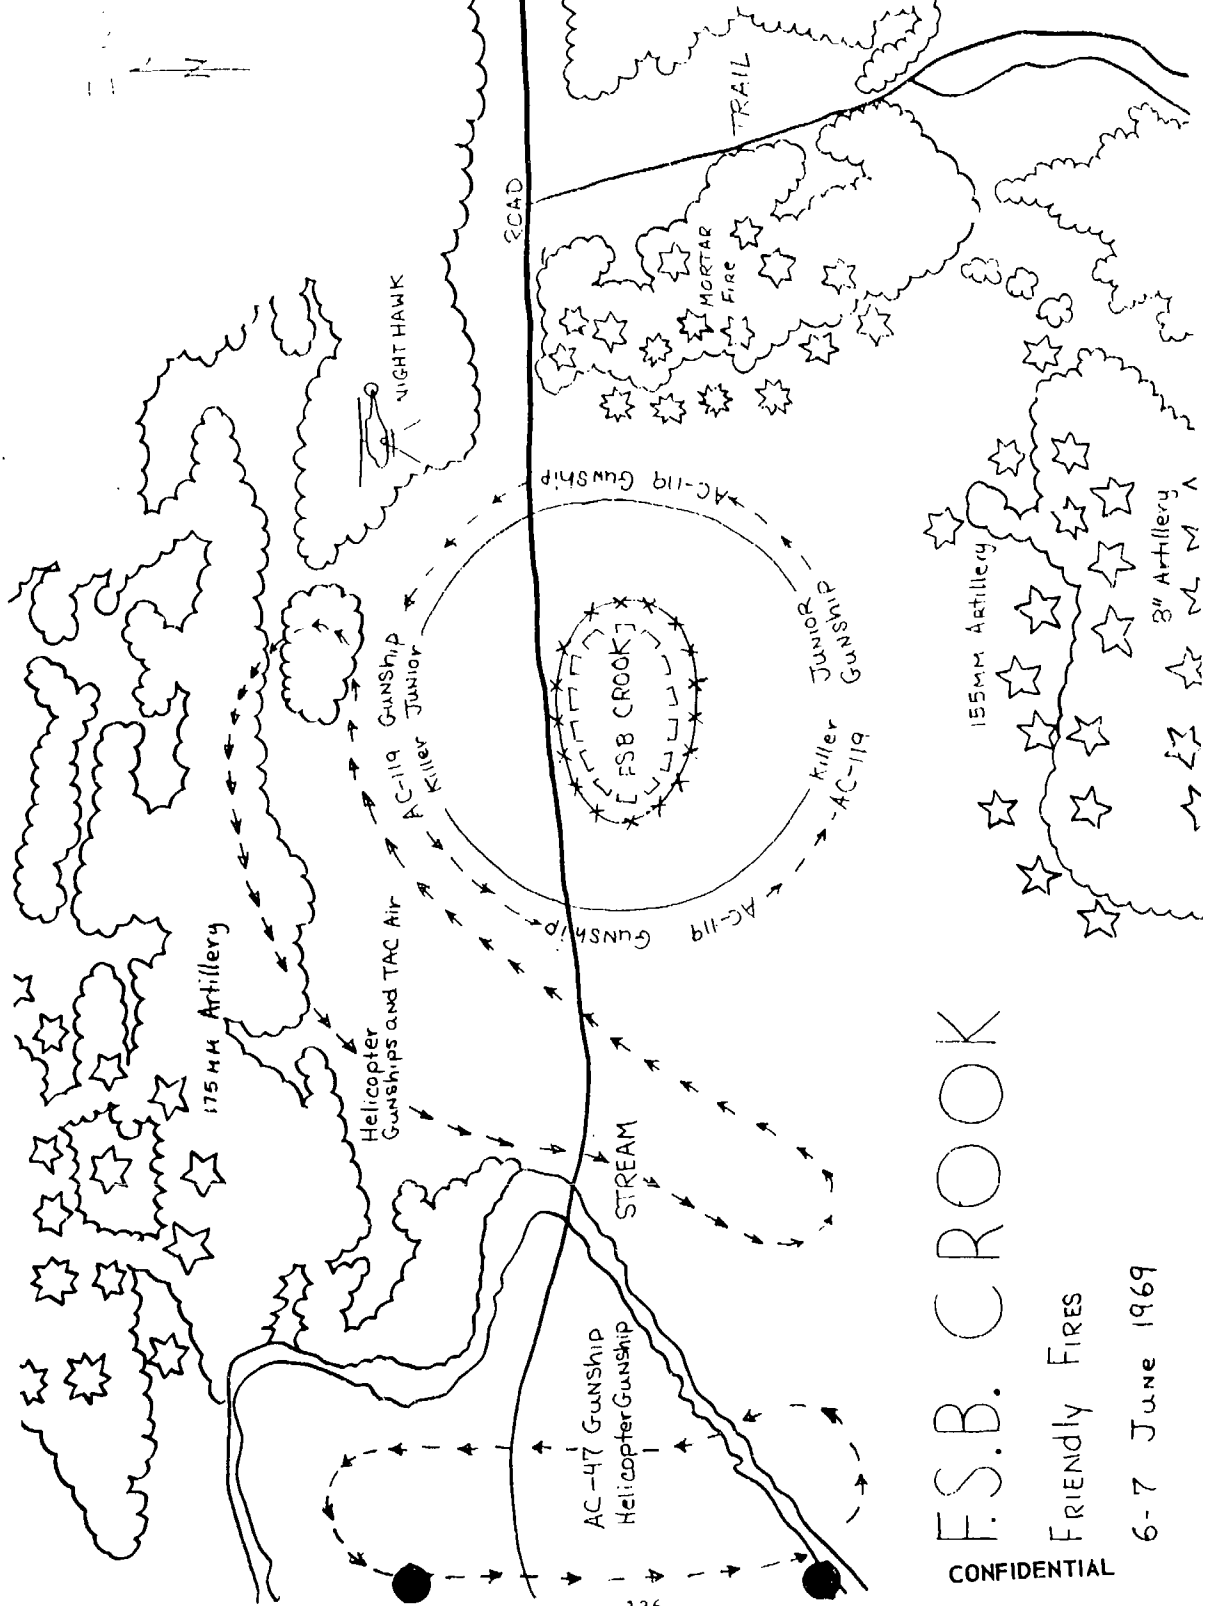 N
175MM Artillery
NIGHTHAWK
Helicopter
Gunships and TAC Air
AC-119 Gunship
Killer Junior
ROAD
TRAIL
MORTAR
FIRE
AC-119 Gunship
AC-119 Gunship
[FSB CROOK]
STREAM
AC-47 Gunship
Helicopter Gunship
Killer JUNIOR
AC-119 Gunship
155MM Artillery
8" Artillery
F.S.B. CROOK
FRIENDLY FIRES
6-7 June 1969
CONFIDENTIAL